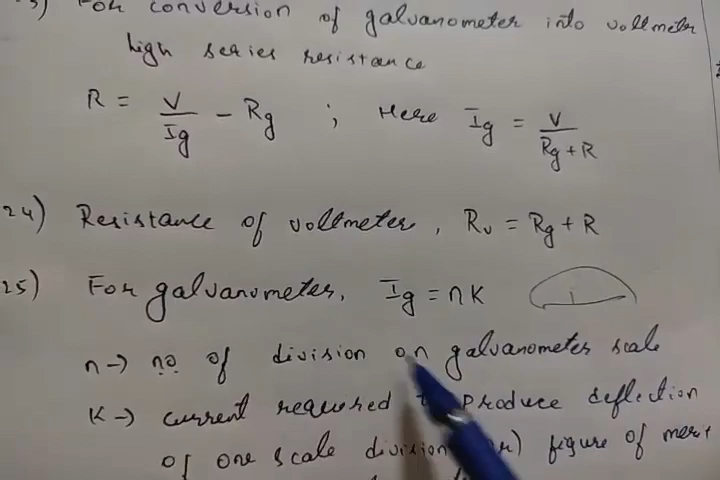 3) For conversion of galvanometer into voltmeter
high series resistance
R = V/Ig - Rg ; Here Ig = V/(Rg + R)
24) Resistance of voltmeter, Rv = Rg + R
25) For galvanometer, Ig = nK
n → no of division on galvanometer scale
K → current required produce deflection
of one scale division figure of merit